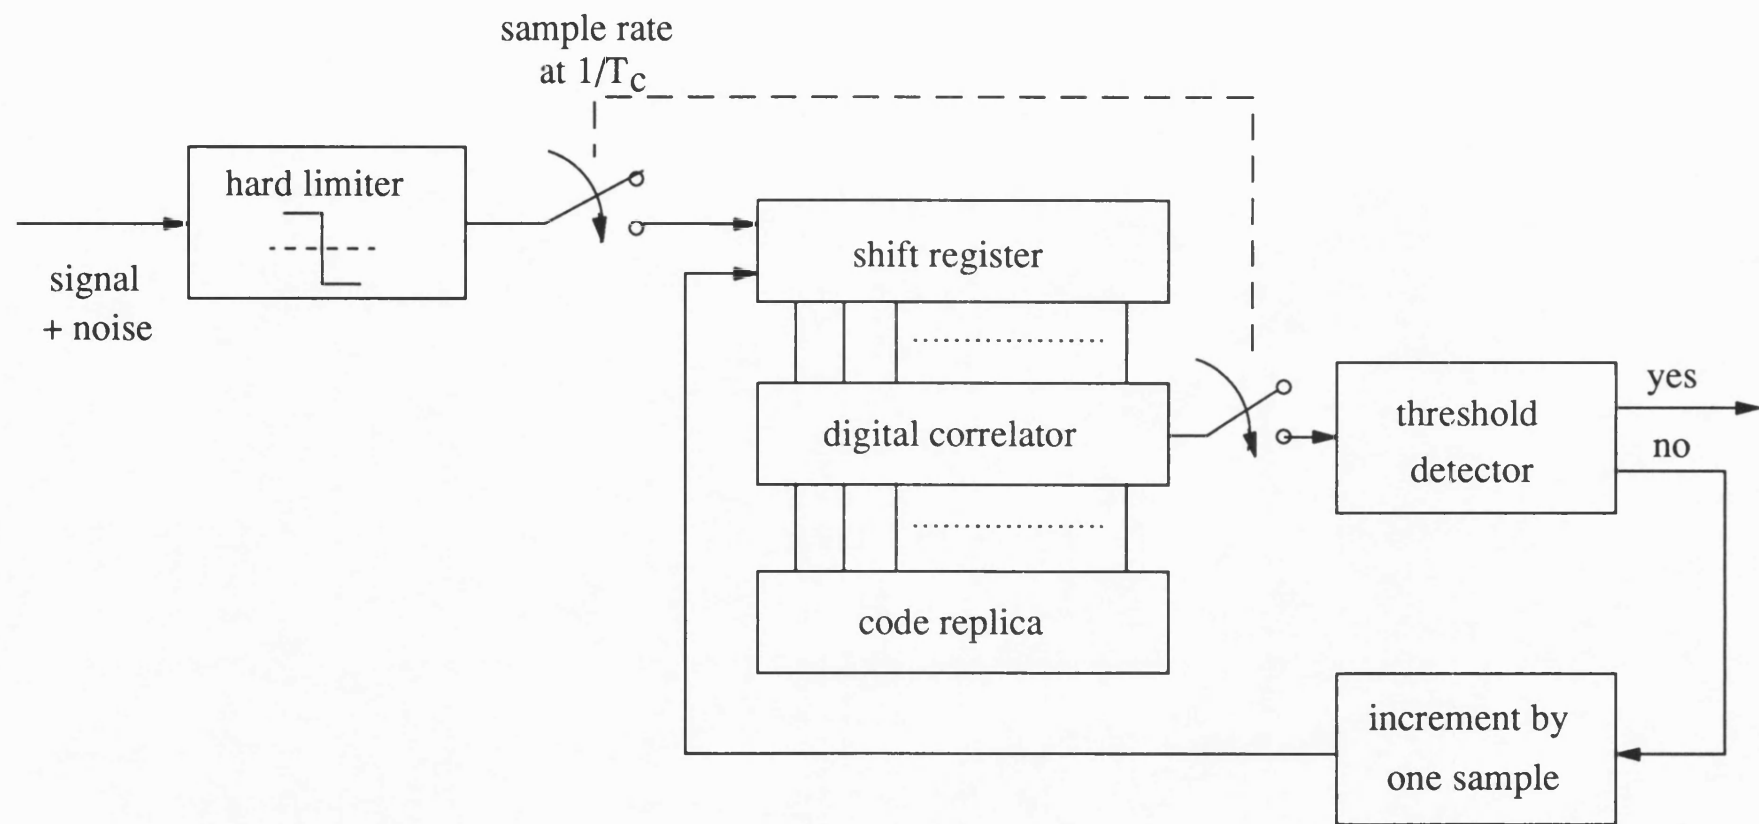 sample rate
at 1/Tc
hard limiter
signal
+ noise
shift register
digital correlator
code replica
threshold
detector
yes
no
increment by
one sample